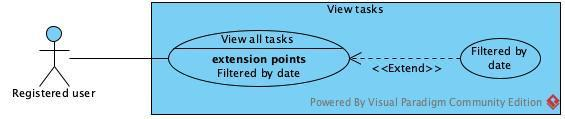 View tasks
View all tasks
extension points
Filtered by date
<<Extend>>
Filtered by
date
Registered user
Powered By Visual Paradigm Community Edition